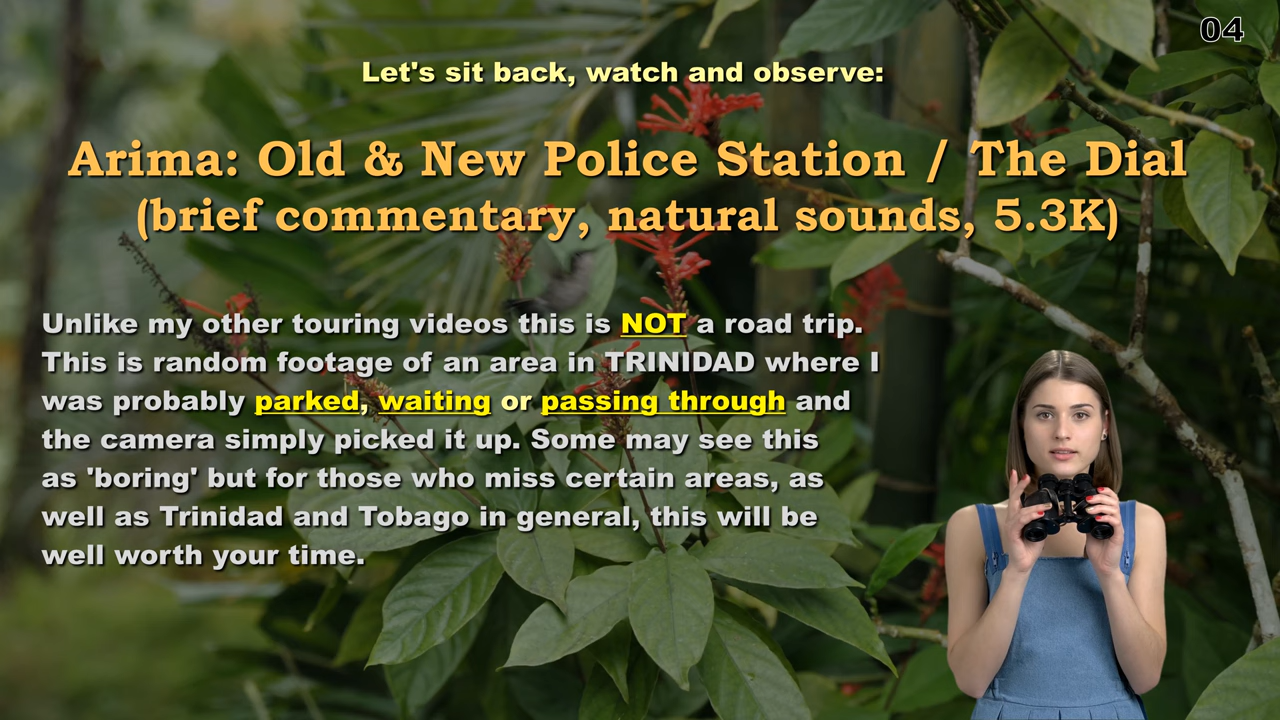 04
Let's sit back, watch and observe:
Arima: Old & New Police Station / The Dial
(brief commentary, natural sounds, 5.3K)
Unlike my other touring videos this is NOT a road trip.
This is random footage of an area in TRINIDAD where I
was probably parked, waiting or passing through and
the camera simply picked it up. Some may see this
as 'boring' but for those who miss certain areas, as
well as Trinidad and Tobago in general, this will be
well worth your time.